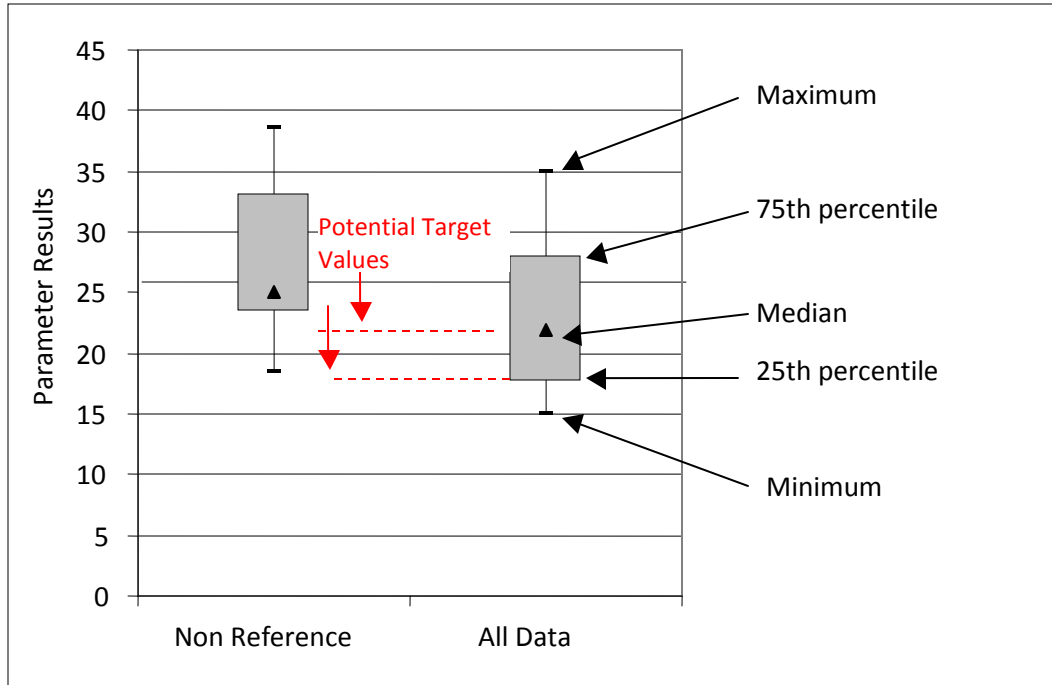 45
40
35
30
25
20
15
10
5
0
Parameter Results
Non Reference
All Data
Potential Target
Values
Maximum
75th percentile
Median
25th percentile
Minimum